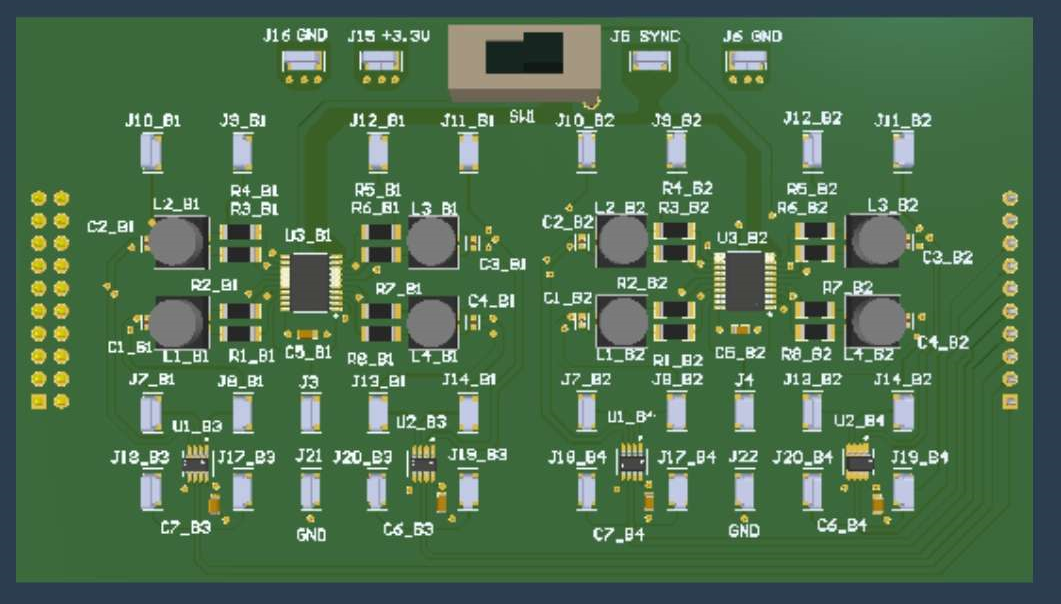 J16 GND J15 +3.3V J5 SYNC J6 GND
SW1
J10_B1 J9_B1 J12_B1 J11_B1 J10_B2 J9_B2 J12_B2 J11_B2
R4_B1 R5_B1 R4_B2 R5_B2
L2_B1 R3_B1 R6_B1 L3_B1 L2_B2 R3_B2 R6_B2 L3_B2
C2_B1 U3_B1 C2_B2 U3_B2
C3_B1 C3_B2
R2_B1 R7_B1 C4_B1 C1_B2 R2_B2 R7_B2
C1_B1 L1_B1 R1_B1 C5_B1 R8_B1 L4_B1 L1_B2 R1_B2 C5_B2 R8_B2 L4_B2 C4_B2
J7_B1 J8_B1 J3 J13_B1 J14_B1 J7_B2 J8_B2 J4 J13_B2 J14_B2
U1_B3 U2_B3 U1_B4 U2_B4
J18_B3 J17_B3 J21 J20_B3 J19_B3 J18_B4 J17_B4 J22 J20_B4 J19_B4
C7_B3 GND C6_B3 C7_B4 GND C6_B4